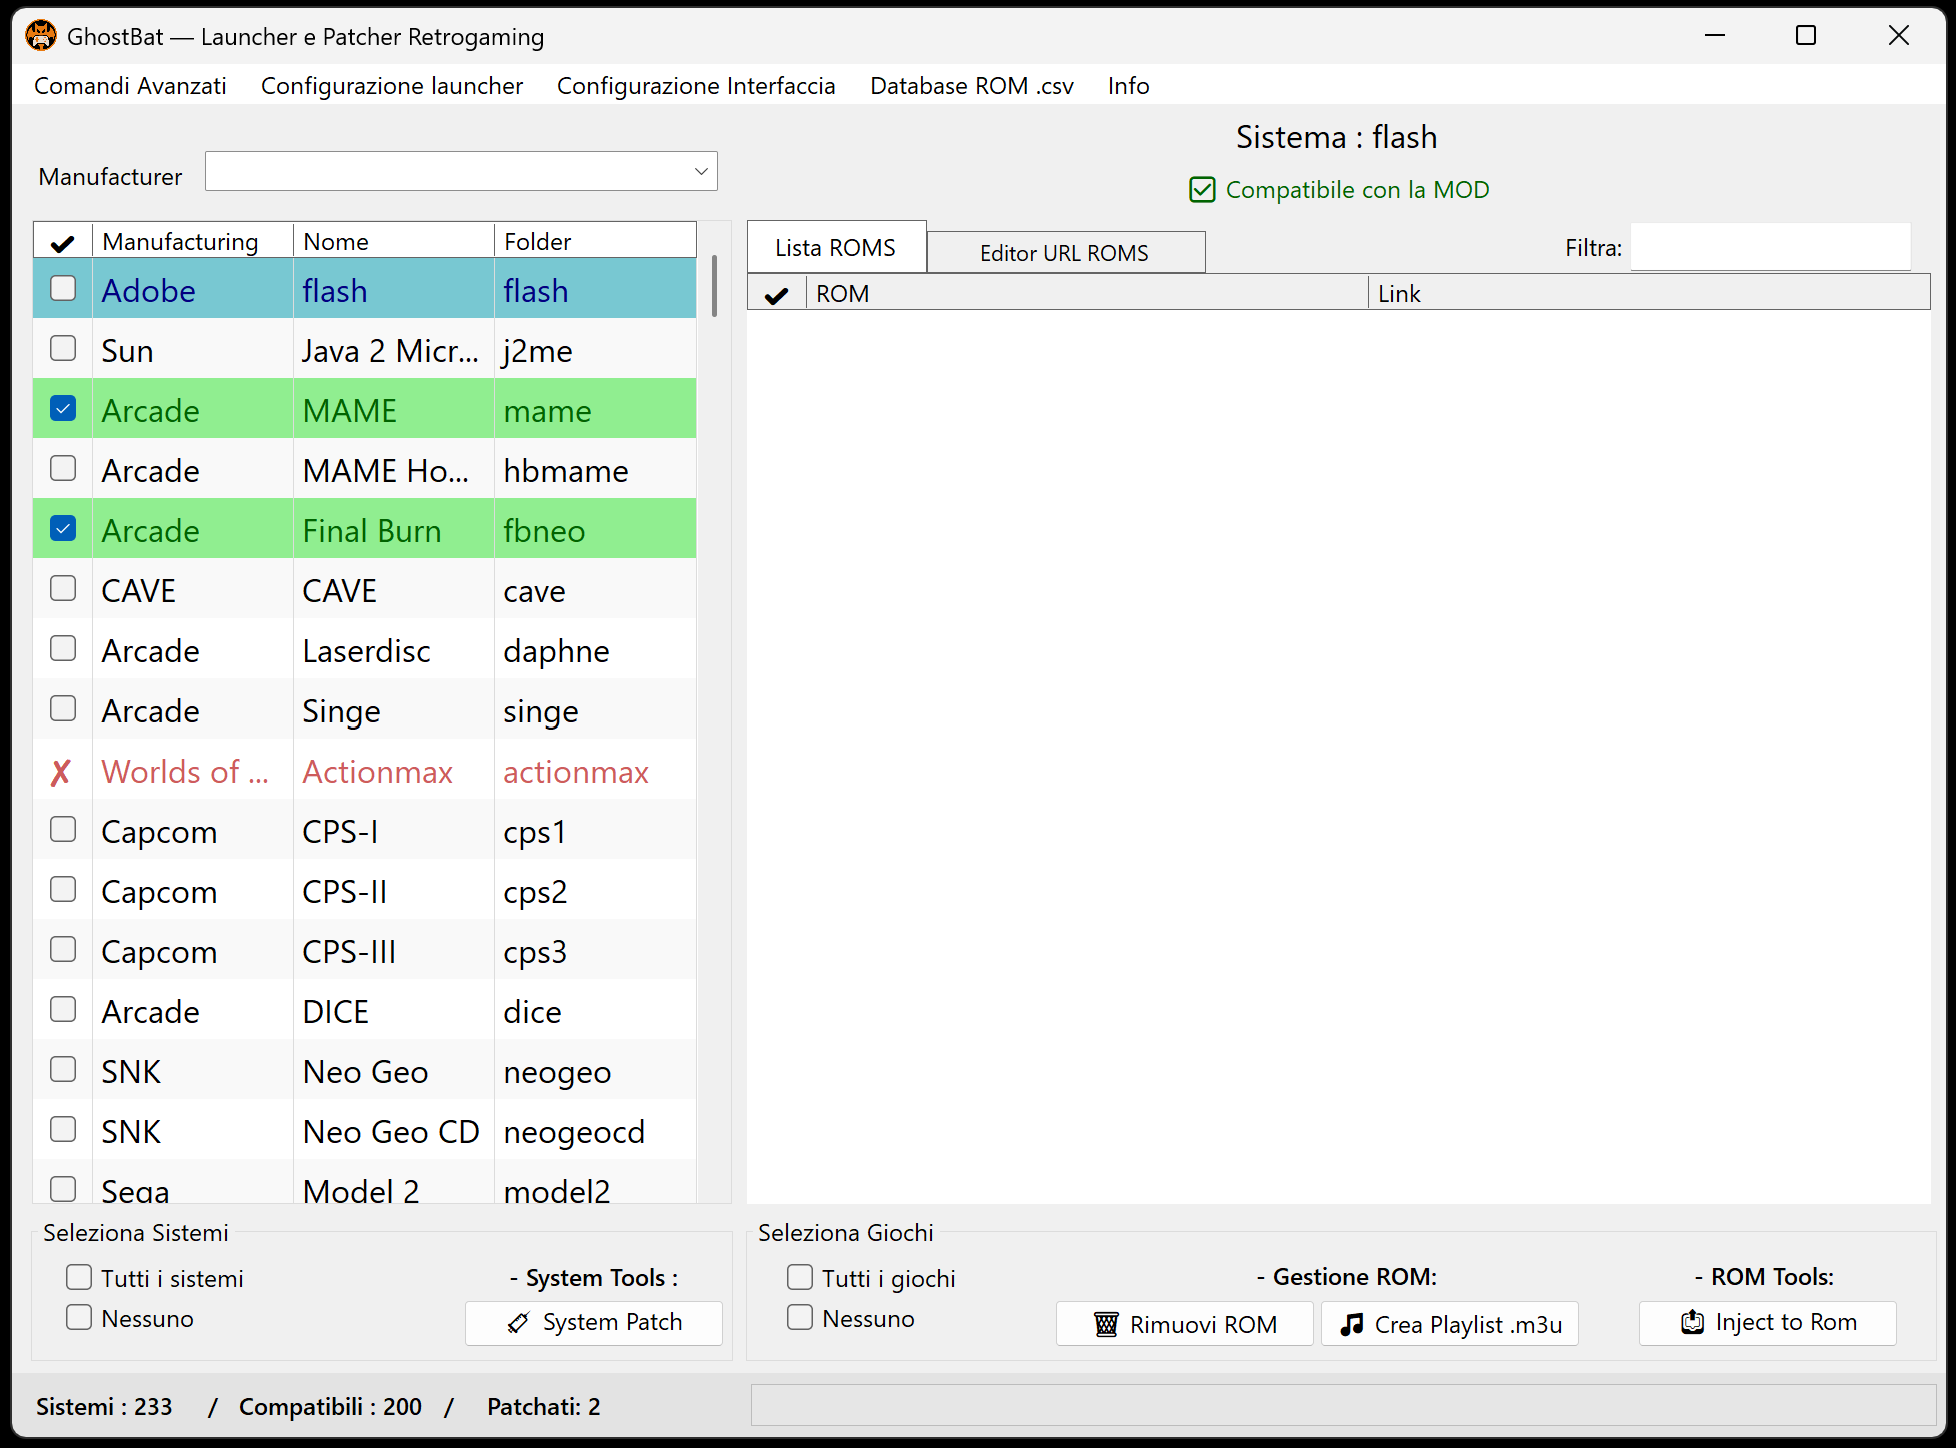 GhostBat — Launcher e Patcher Retrogaming
Comandi Avanzati Configurazione launcher Configurazione Interfaccia Database ROM .csv Info
Sistema : flash
Manufacturer
Compatibile con la MOD
Lista ROMS Editor URL ROMS Filtra:
Manufacturing Nome Folder
ROM Link
Adobe flash flash
Sun Java 2 Micr... j2me
Arcade MAME mame
Arcade MAME Ho... hbmame
Arcade Final Burn fbneo
CAVE CAVE cave
Arcade Laserdisc daphne
Arcade Singe singe
Worlds of ... Actionmax actionmax
Capcom CPS-I cps1
Capcom CPS-II cps2
Capcom CPS-III cps3
Arcade DICE dice
SNK Neo Geo neogeo
SNK Neo Geo CD neogeocd
Sega Model 2 model2
Seleziona Sistemi
Tutti i sistemi
Nessuno
- System Tools :
System Patch
Seleziona Giochi
Tutti i giochi
Nessuno
- Gestione ROM:
Rimuovi ROM Crea Playlist .m3u
- ROM Tools:
Inject to Rom
Sistemi : 233 / Compatibili : 200 / Patchati: 2